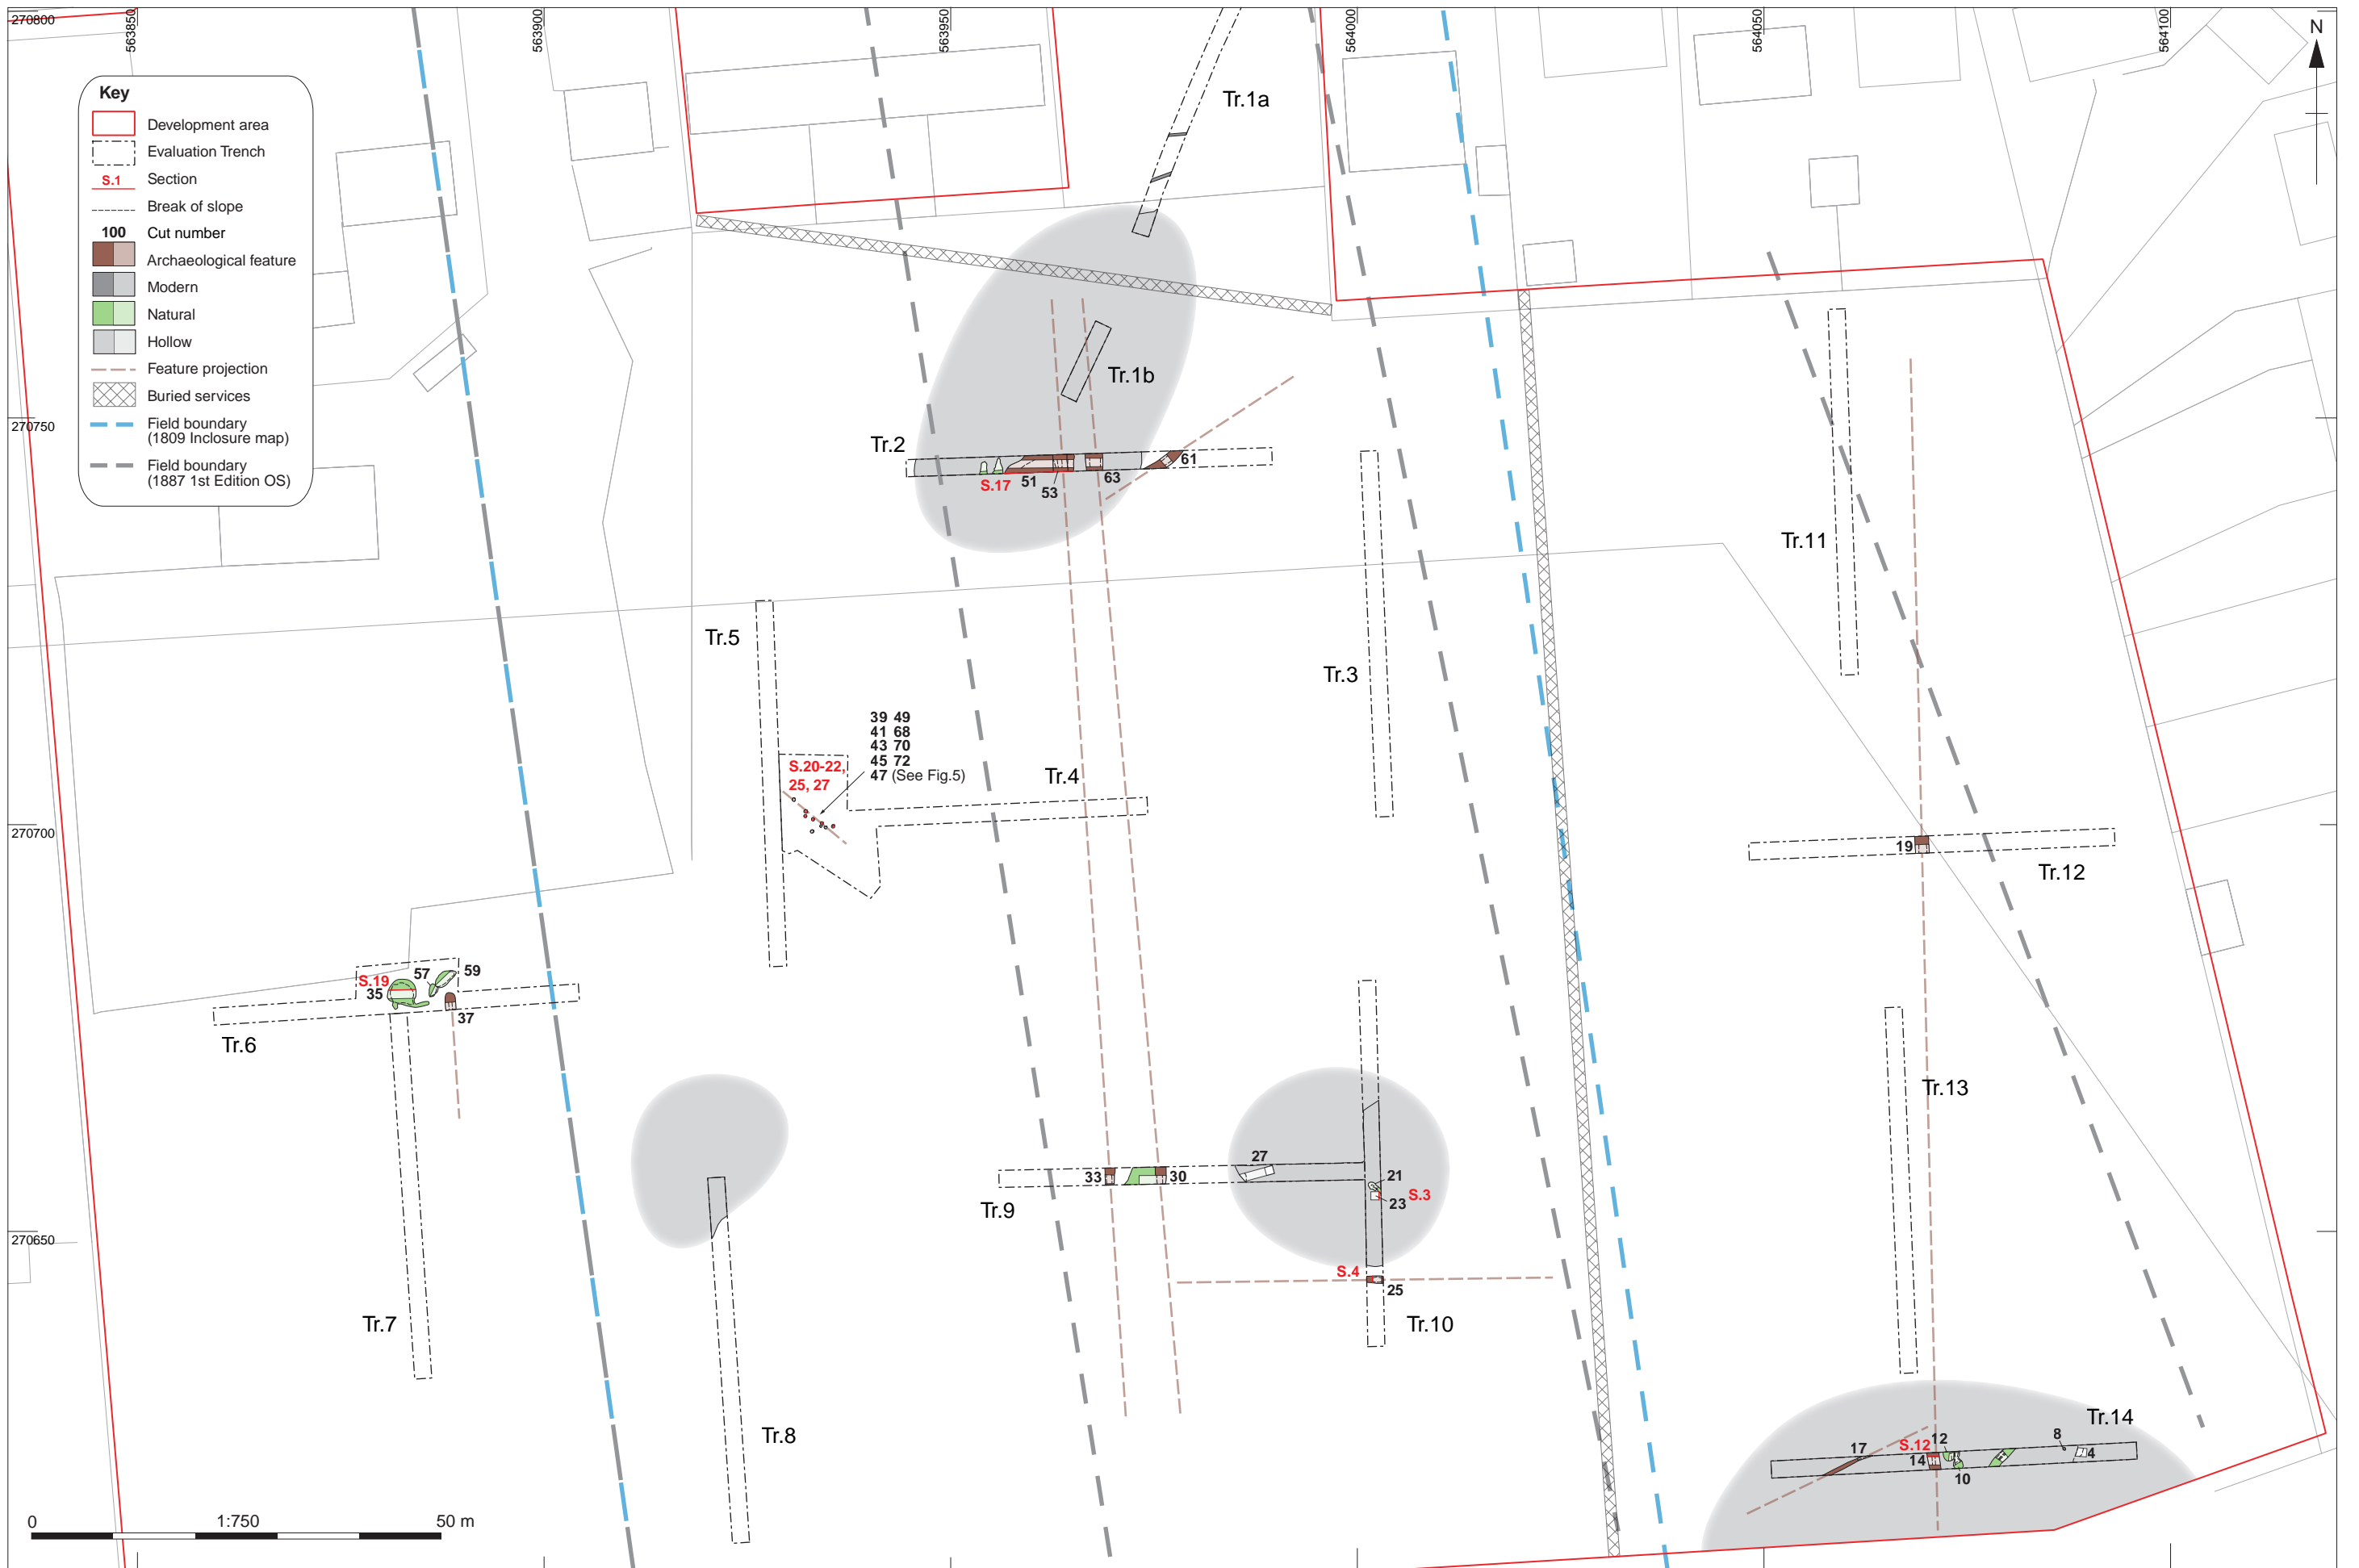 270800
563850
563900
563950
564000
564050
564100
N
Key
Development area
Evaluation Trench
S.1 Section
Break of slope
100 Cut number
Archaeological feature
Modern
Natural
Hollow
Feature projection
Buried services
Field boundary
(1809 Inclosure map)
Field boundary
(1887 1st Edition OS)
Tr.1a
Tr.1b
270750
Tr.2
S.17 51
53
63
61
Tr.11
Tr.5
Tr.3
39 49
41 68
43 70
45 72
47 (See Fig.5)
S.20-22,
25, 27
Tr.4
270700
19
Tr.12
S.19
35
57
59
37
Tr.6
Tr.13
33
30
27
21
S.3
23
Tr.9
270650
S.4
25
Tr.7
Tr.10
Tr.8
Tr.14
17
S.12
12
14
10
8
4
0 1:750 50 m